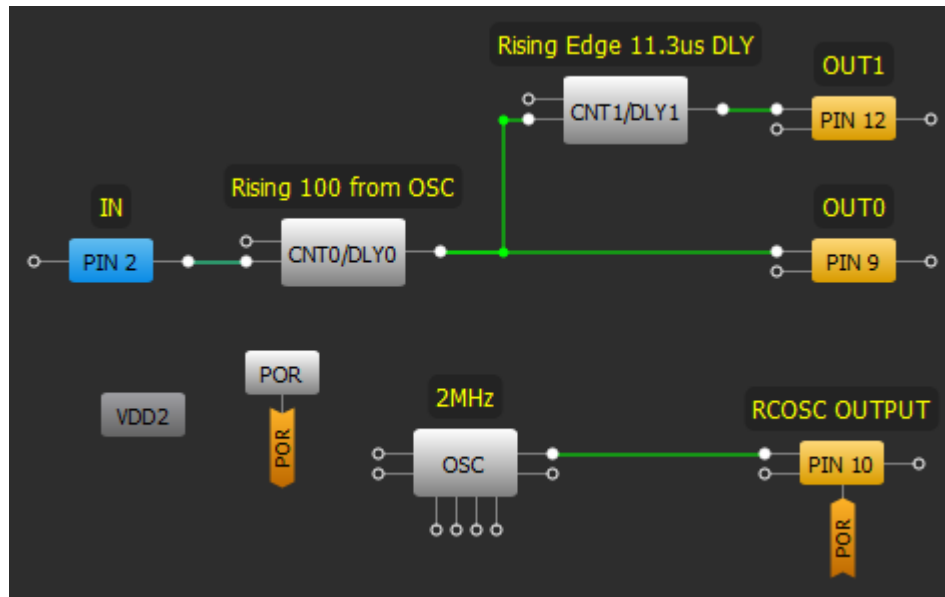 Rising Edge 11.3us DLY
OUT1
CNT1/DLY1
PIN 12
Rising 100 from OSC
IN
OUT0
PIN 2
CNT0/DLY0
PIN 9
POR
VDD2
POR
2MHz
RCOSC OUTPUT
OSC
PIN 10
POR